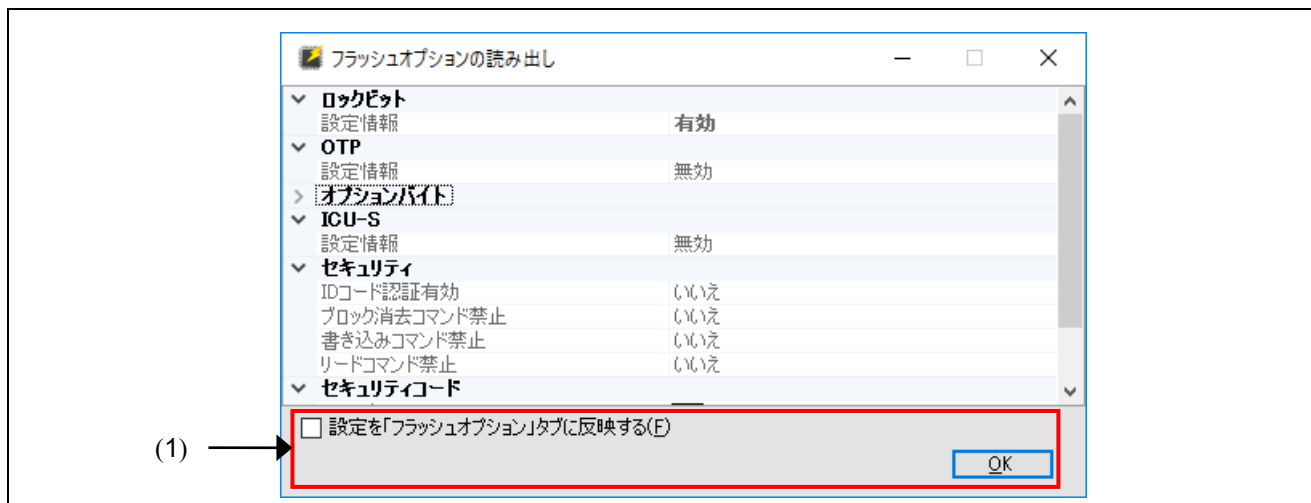 フラッシュオプションの読み出し
ロックビット
設定情報 有効
OTP
設定情報 無効
オプションバイト
ICU-S
設定情報 無効
セキュリティ
IDコード認証有効 いいえ
ブロック消去コマンド禁止 いいえ
書き込みコマンド禁止 いいえ
リードコマンド禁止 いいえ
セキュリティコード
設定を「フラッシュオプション」タブに反映する(F)
(1)
OK